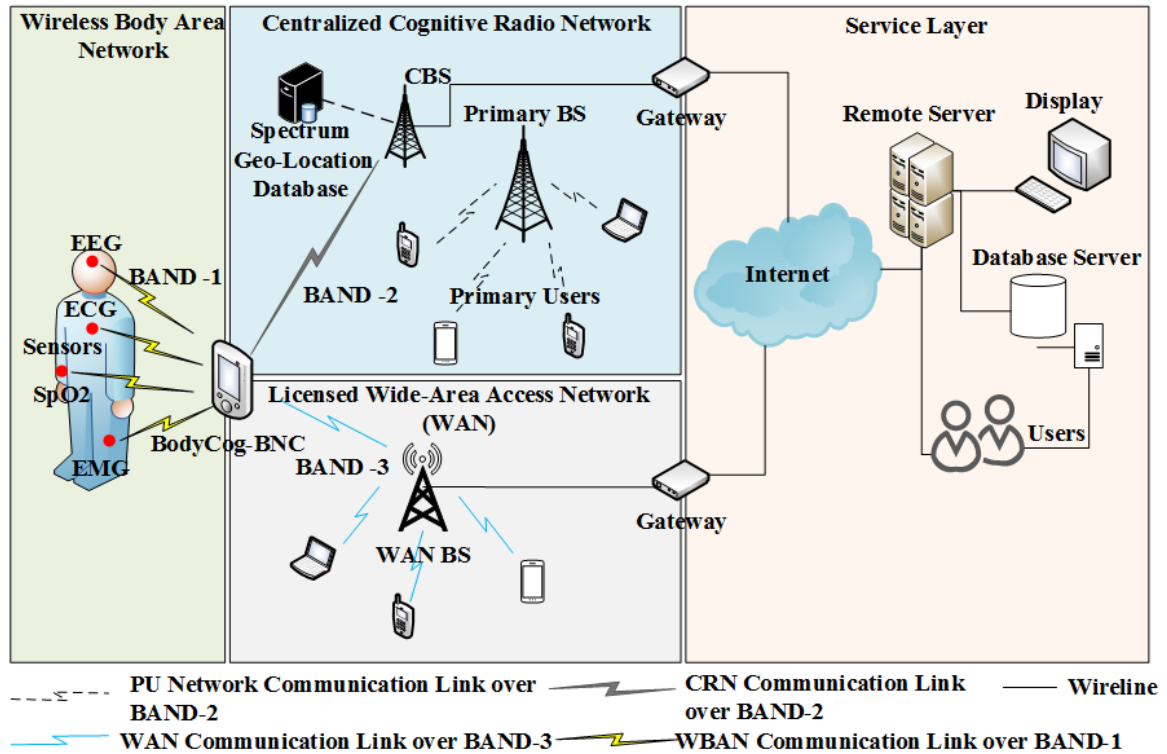 Wireless Body Area
Network
Centralized Cognitive Radio Network
Service Layer
CBS
Spectrum
Geo-Location
Database
Primary BS
Gateway
Remote Server
Display
EEG
BAND -1
BAND -2
Primary Users
Internet
Database Server
ECG
Sensors
SpO2
EMG
BodyCog-BNC
Licensed Wide-Area Access Network
(WAN)
BAND -3
WAN BS
Gateway
Users
PU Network Communication Link over
BAND-2
CRN Communication Link
over BAND-2
Wireline
WAN Communication Link over BAND-3
WBAN Communication Link over BAND-1